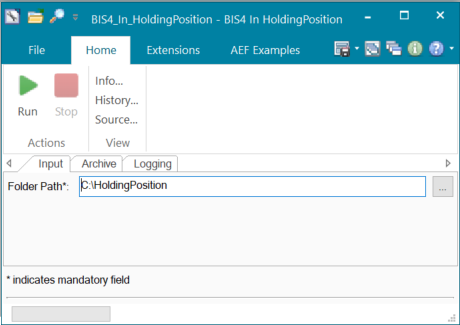 BIS4_In_HoldingPosition - BIS4 In HoldingPosition
File Home Extensions AEF Examples
Run Stop
Info...
History...
Source...
Actions View
Input Archive Logging
Folder Path*: C:\HoldingPosition ...
* indicates mandatory field